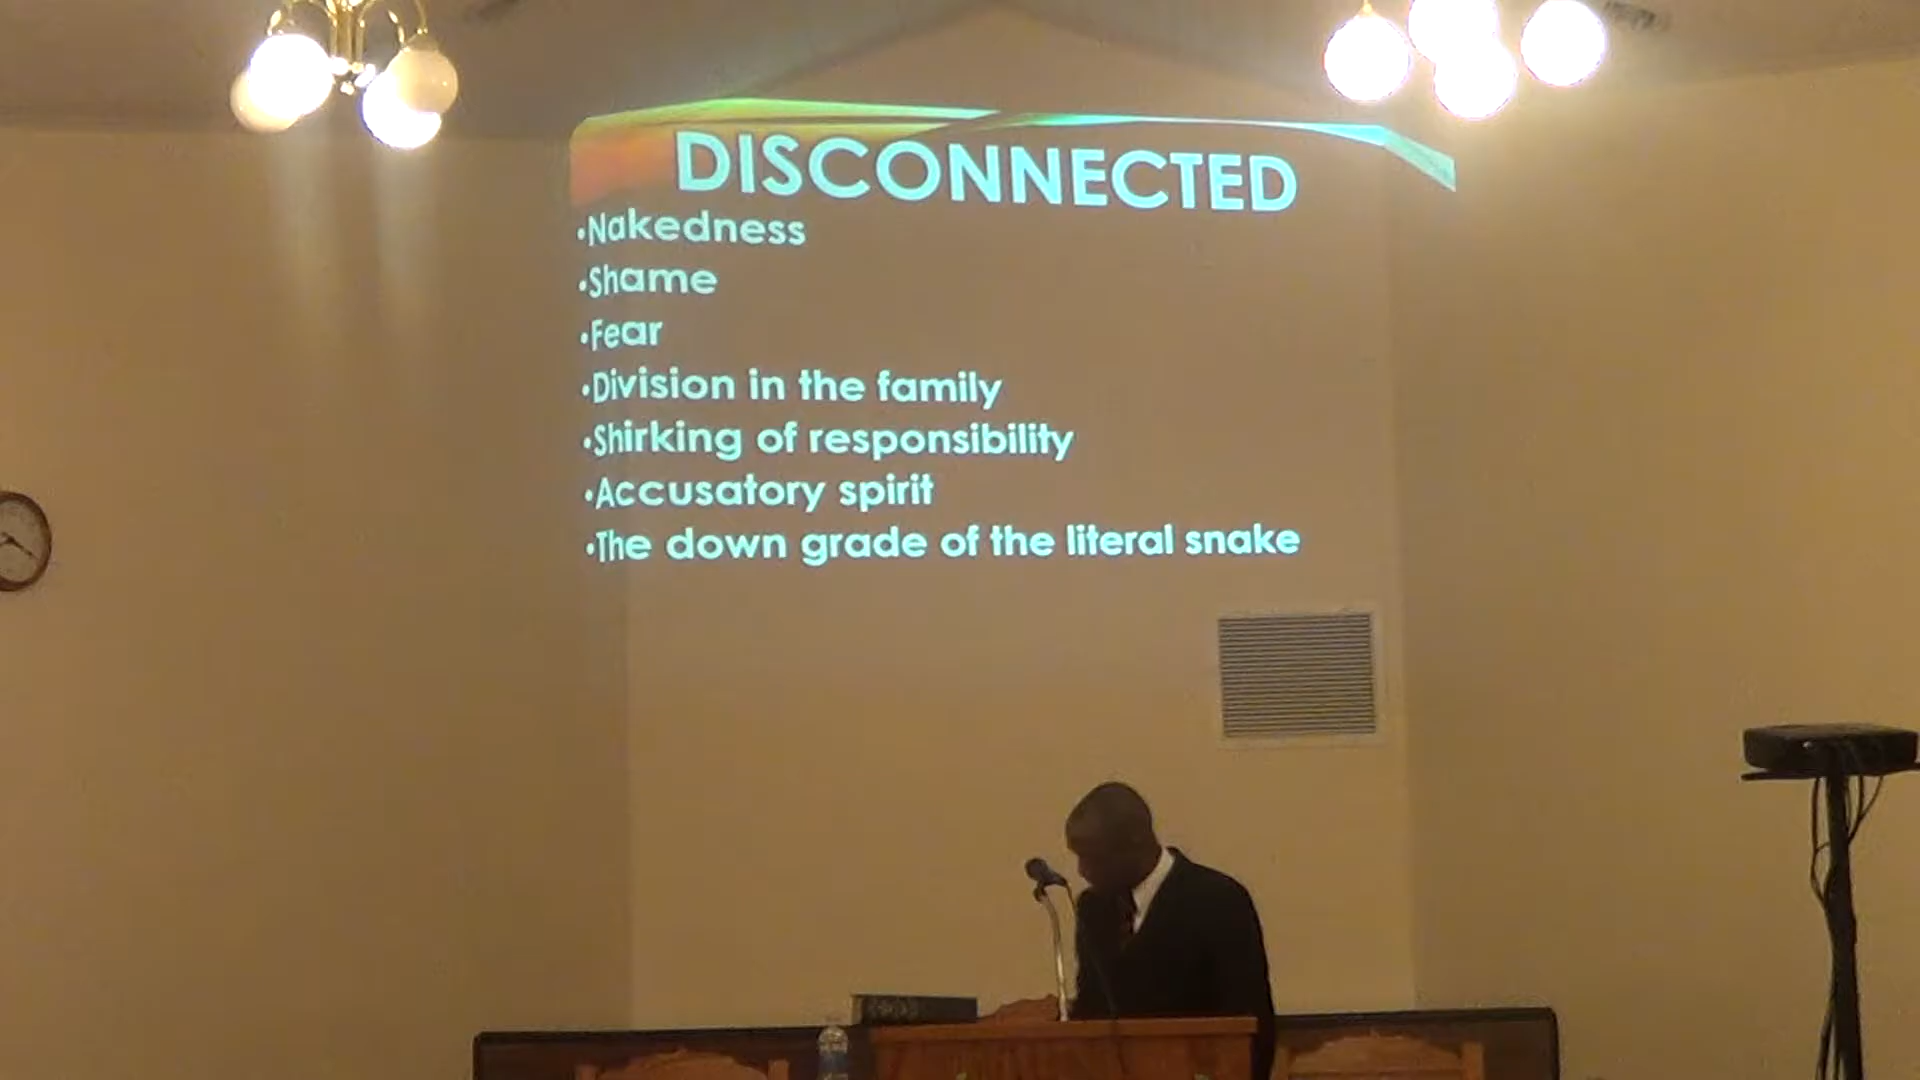 DISCONNECTED
•Nakedness
•Shame
•Fear
•Division in the family
•Shirking of responsibility
•Accusatory spirit
•The down grade of the literal snake